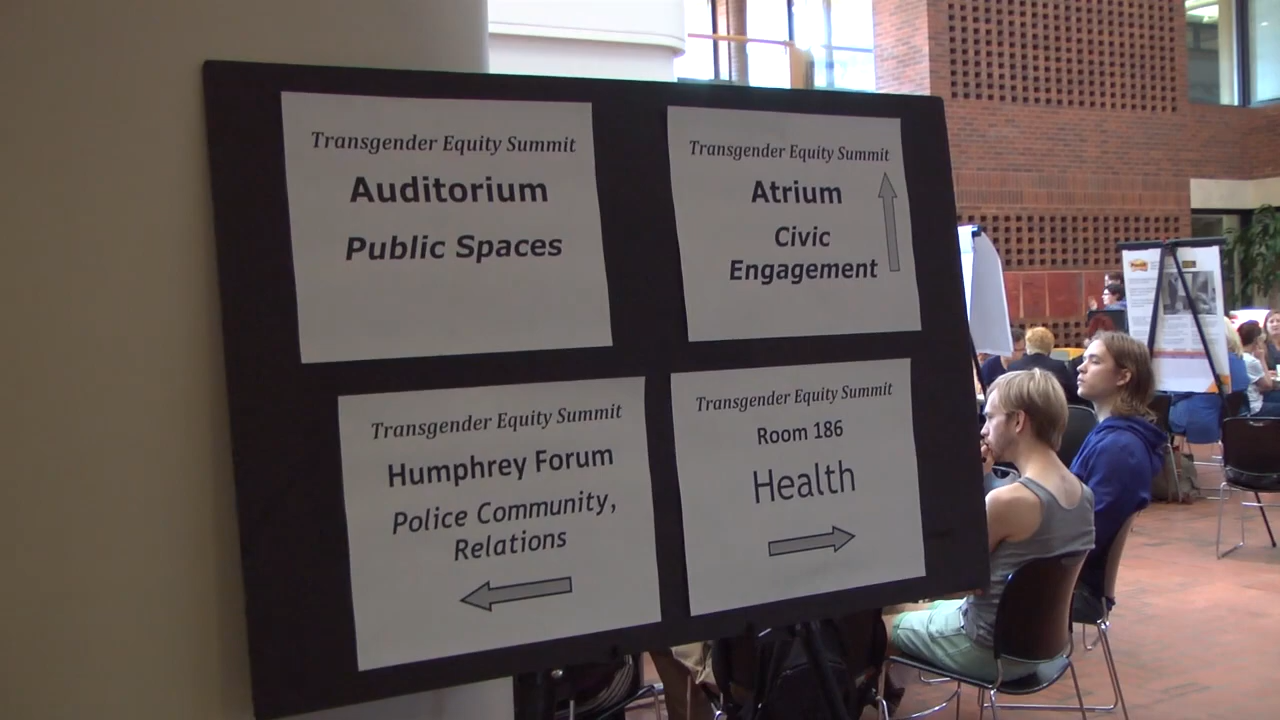 Transgender Equity Summit
Auditorium
Public Spaces
Transgender Equity Summit
Atrium
Civic
Engagement
Transgender Equity Summit
Humphrey Forum
Police Community,
Relations
Transgender Equity Summit
Room 186
Health